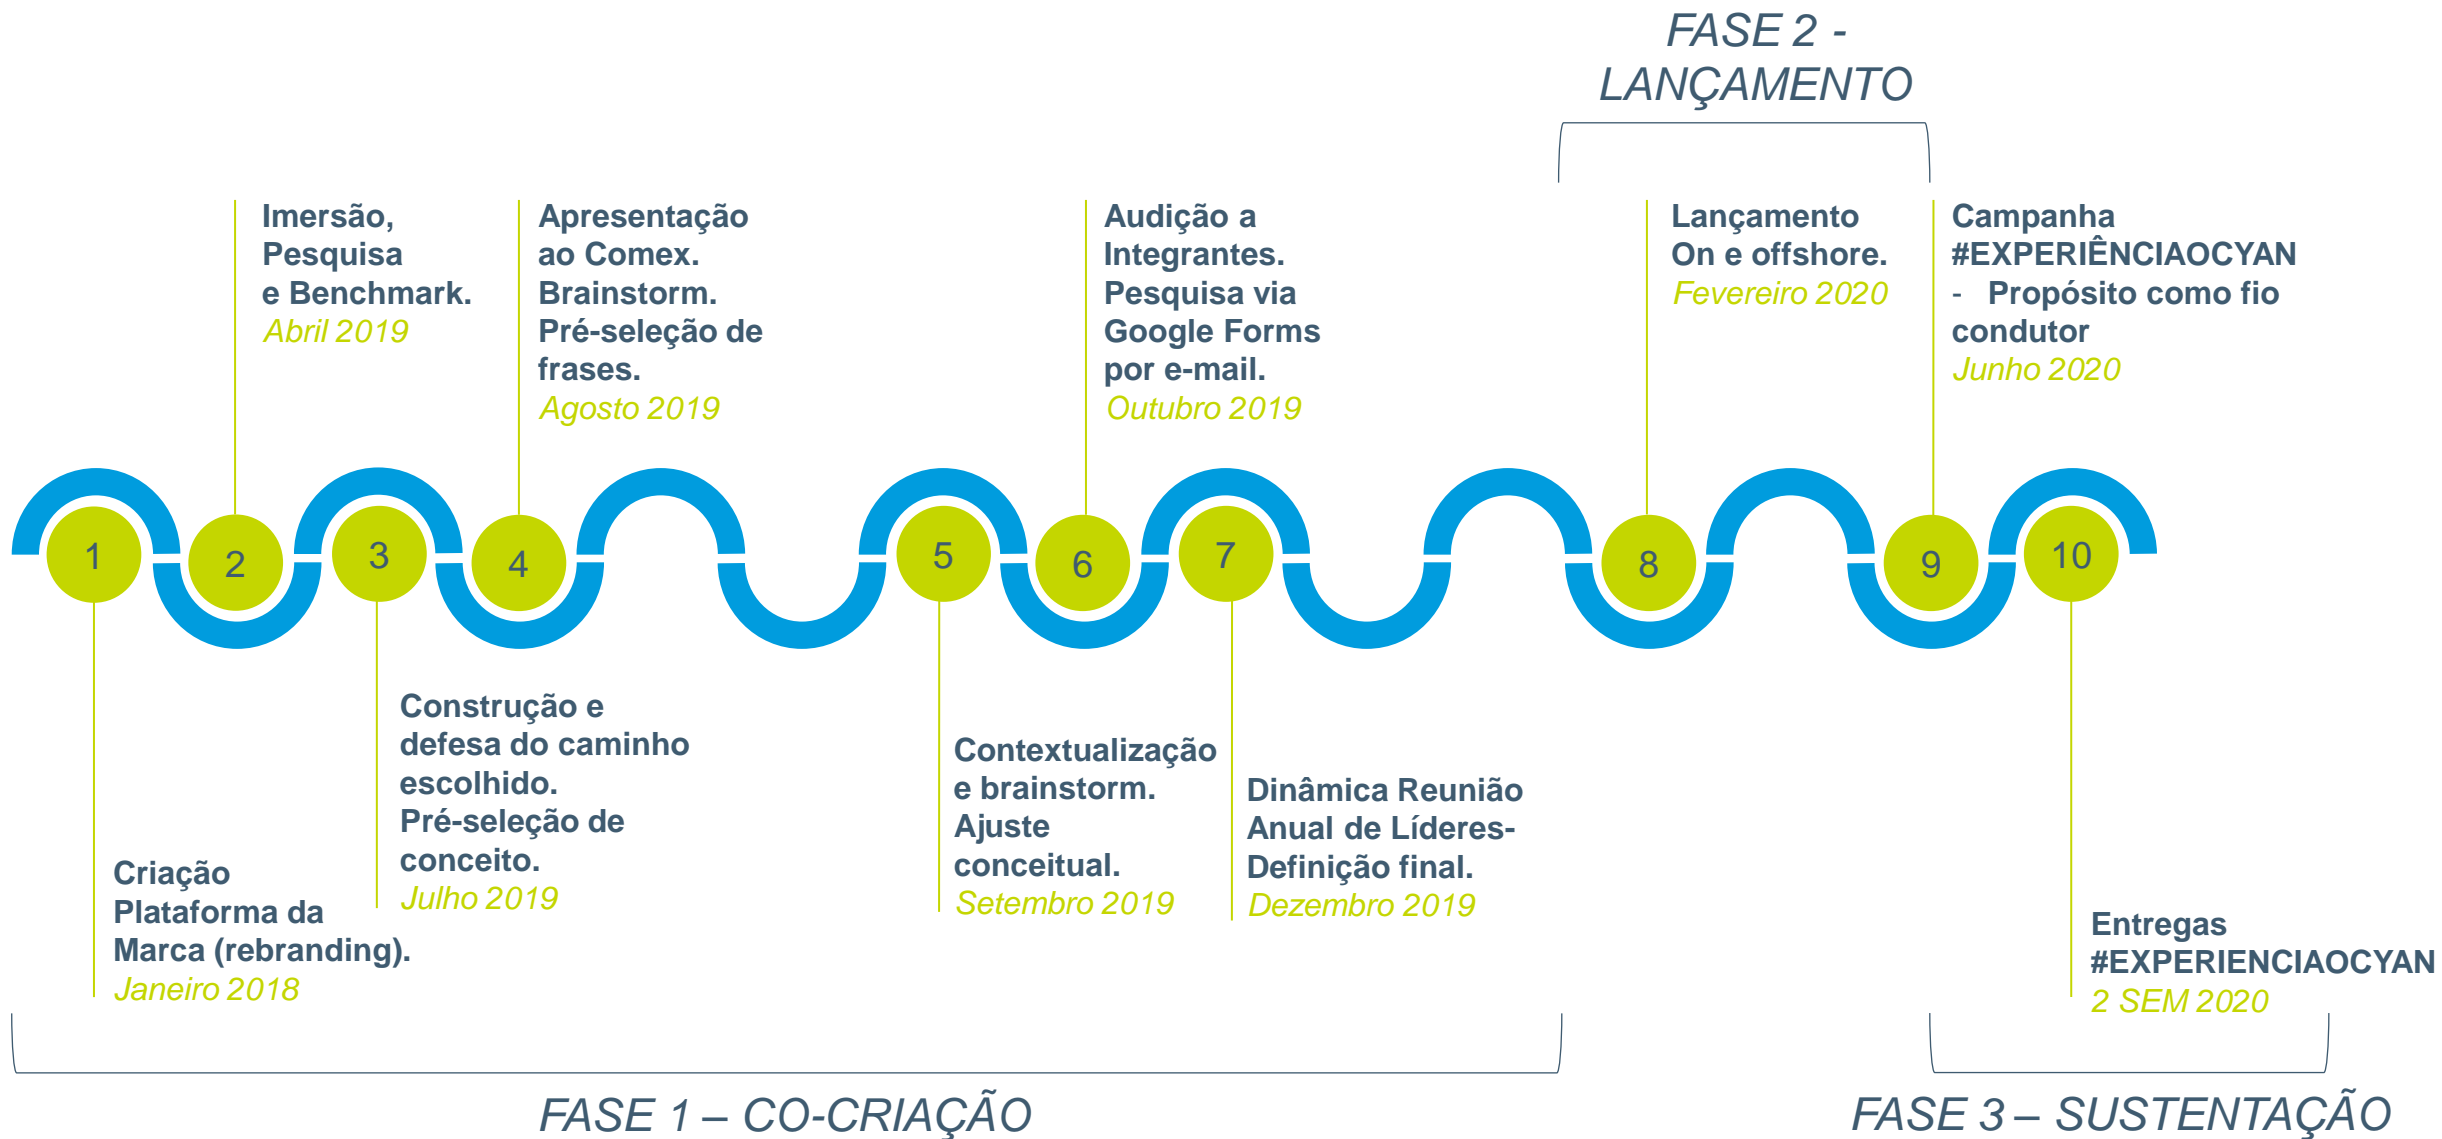 FASE 2 -
LANÇAMENTO
Imersão,
Pesquisa
e Benchmark.
Abril 2019
Apresentação
ao Comex.
Brainstorm.
Pré-seleção de
frases.
Agosto 2019
Audição a
Integrantes.
Pesquisa via
Google Forms
por e-mail.
Outubro 2019
Lançamento
On e offshore.
Fevereiro 2020
Campanha
#EXPERIÊNCIAOCYAN
- Propósito como fio
condutor
Junho 2020
1
2
3
4
5
6
7
8
9
10
Criação
Plataforma da
Marca (rebranding).
Janeiro 2018
Construção e
defesa do caminho
escolhido.
Pré-seleção de
conceito.
Julho 2019
Contextualização
e brainstorm.
Ajuste
conceitual.
Setembro 2019
Dinâmica Reunião
Anual de Líderes-
Definição final.
Dezembro 2019
Entregas
#EXPERIENCIAOCYAN
2 SEM 2020
FASE 1 – CO-CRIAÇÃO
FASE 3 – SUSTENTAÇÃO